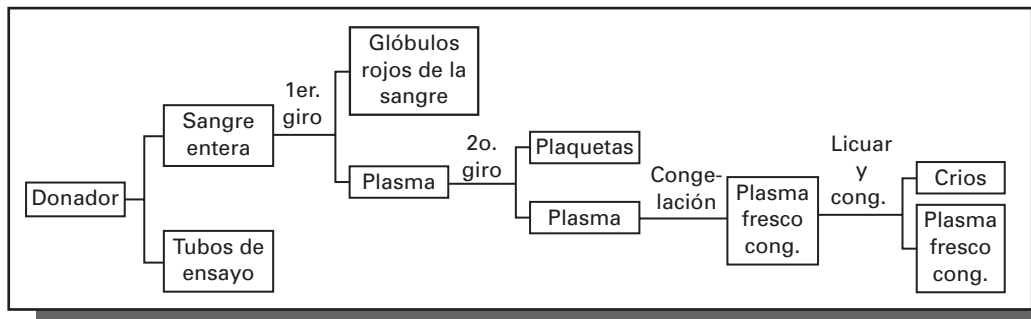 Donador
Sangre
entera
Tubos de
ensayo
1er.
giro
Glóbulos
rojos de la
sangre
Plasma
2o.
giro
Plaquetas
Plasma
Conge-
lación
Plasma
fresco
cong.
Licuar
y
cong.
Crios
Plasma
fresco
cong.